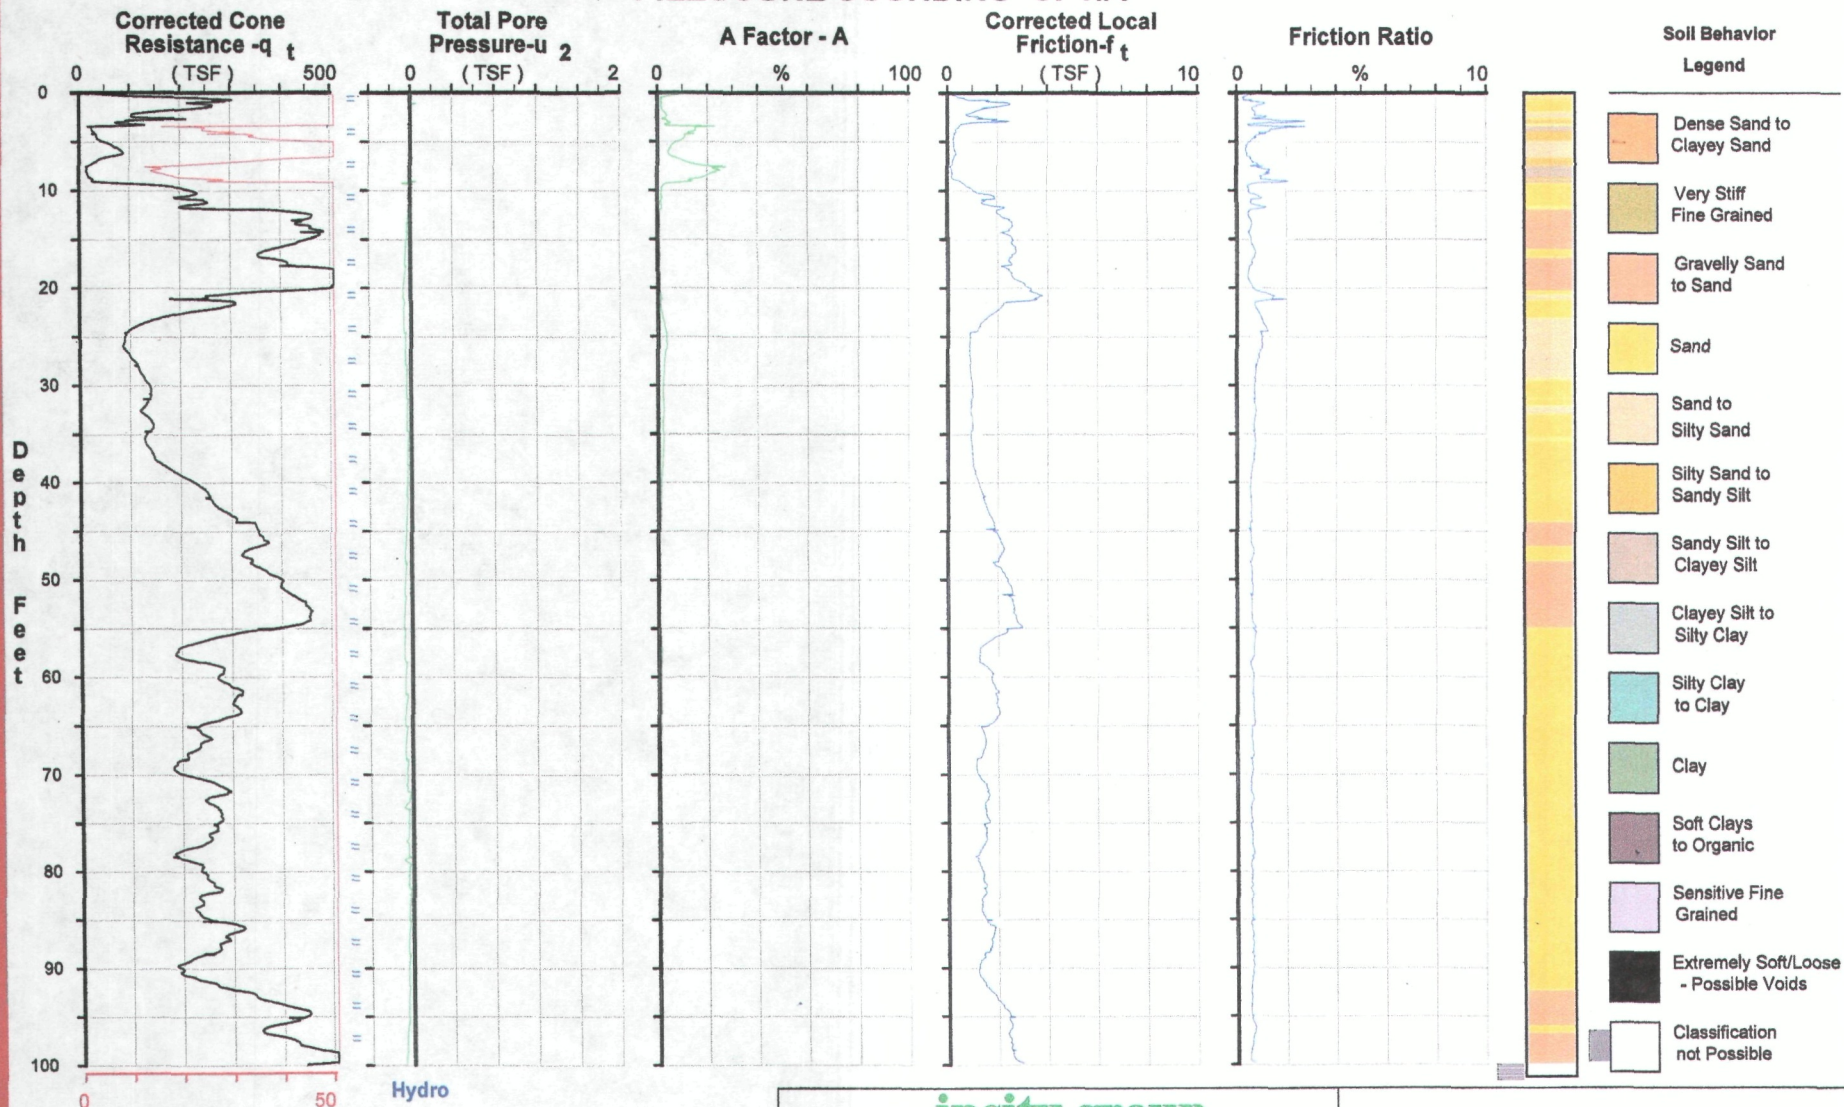 Corrected Cone
Resistance -q t
(TSF)
0 500
Total Pore
Pressure-u 2
0 (TSF) 2
A Factor - A
0 % 100
Corrected Local
Friction-f t
0 (TSF) 10
Friction Ratio
0 % 10
Soil Behavior
Legend
Depth Feet
0
10
20
30
40
50
60
70
80
90
100
0 50
Hydro
Dense Sand to
Clayey Sand
Very Stiff
Fine Grained
Gravelly Sand
to Sand
Sand
Sand to
Silty Sand
Silty Sand to
Sandy Silt
Sandy Silt to
Clayey Silt
Clayey Silt to
Silty Clay
Silty Clay
to Clay
Clay
Soft Clays
to Organic
Sensitive Fine
Grained
Extremely Soft/Loose
- Possible Voids
Classification
not Possible